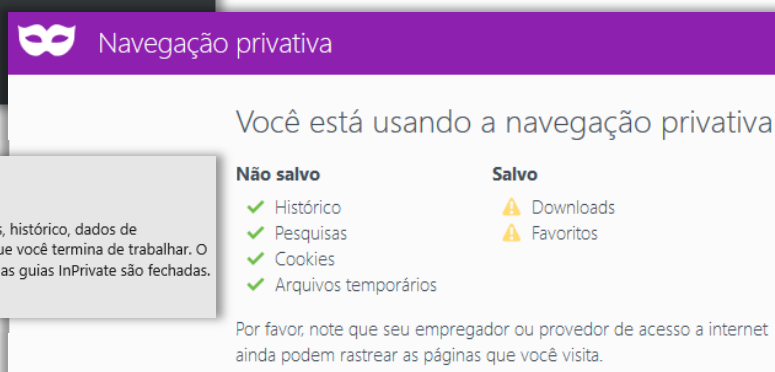 Navegação privativa
Você está usando a navegação privativa
Não salvo
Salvo
Histórico
Downloads
Pesquisas
Favoritos
Cookies
Arquivos temporários
Por favor, note que seu empregador ou provedor de acesso a internet
ainda podem rastrear as páginas que você visita.
histórico, dados de
você termina de trabalhar. O
as guias InPrivate são fechadas.